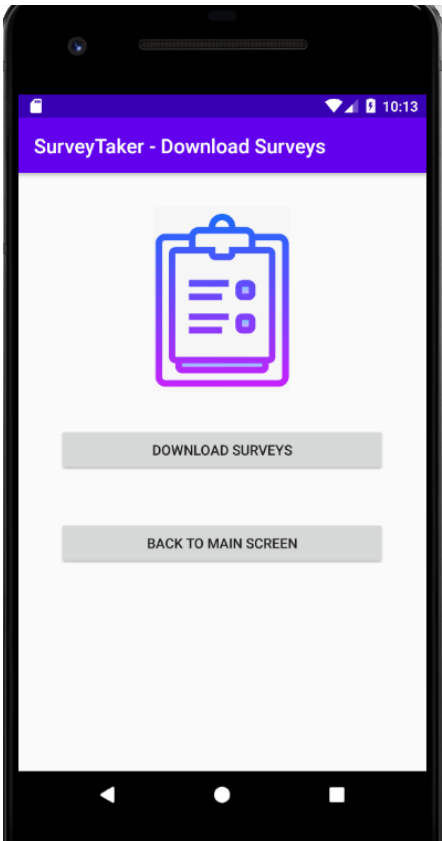 10:13
SurveyTaker - Download Surveys
DOWNLOAD SURVEYS
BACK TO MAIN SCREEN